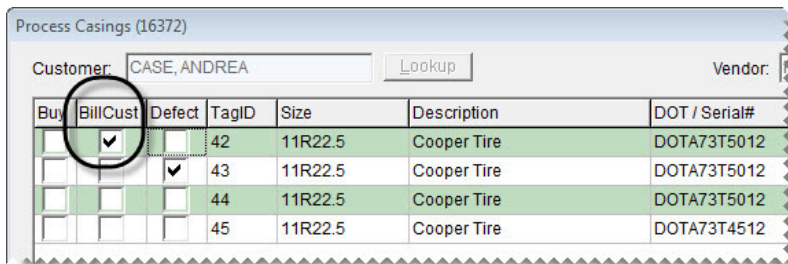 Process Casings (16372)
Customer: CASE, ANDREA Lookup Vendor:
Buy BillCust Defect TagID Size Description DOT / Serial#
42 11R22.5 Cooper Tire DOTA73T5012
43 11R22.5 Cooper Tire DOTA73T5012
44 11R22.5 Cooper Tire DOTA73T5012
45 11R22.5 Cooper Tire DOTA73T4512